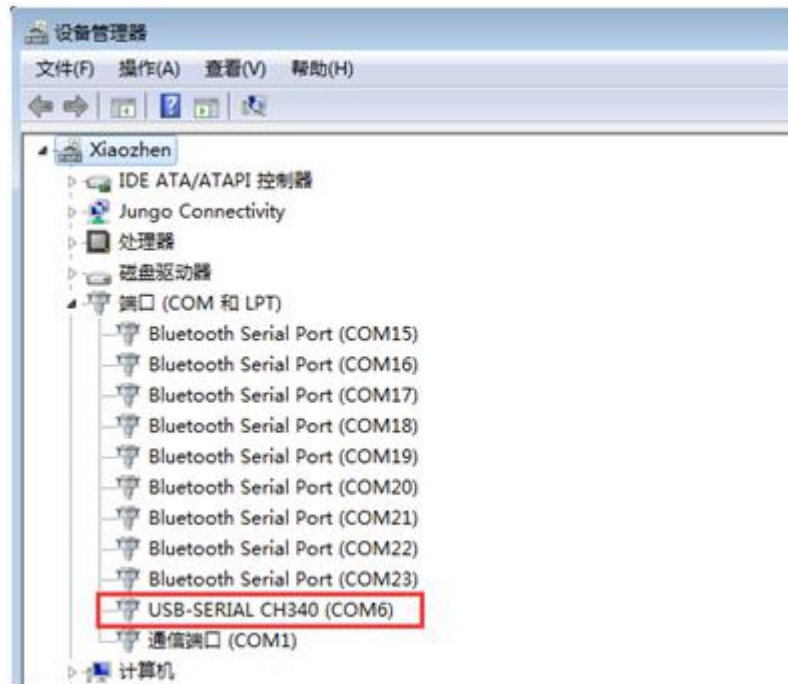 设备管理器
文件(F) 操作(A) 查看(V) 帮助(H)
Xiaozhen
IDE ATA/ATAPI 控制器
Jungo Connectivity
处理器
磁盘驱动器
端口 (COM 和 LPT)
Bluetooth Serial Port (COM15)
Bluetooth Serial Port (COM16)
Bluetooth Serial Port (COM17)
Bluetooth Serial Port (COM18)
Bluetooth Serial Port (COM19)
Bluetooth Serial Port (COM20)
Bluetooth Serial Port (COM21)
Bluetooth Serial Port (COM22)
Bluetooth Serial Port (COM23)
USB-SERIAL CH340 (COM6)
通信端口 (COM1)
计算机